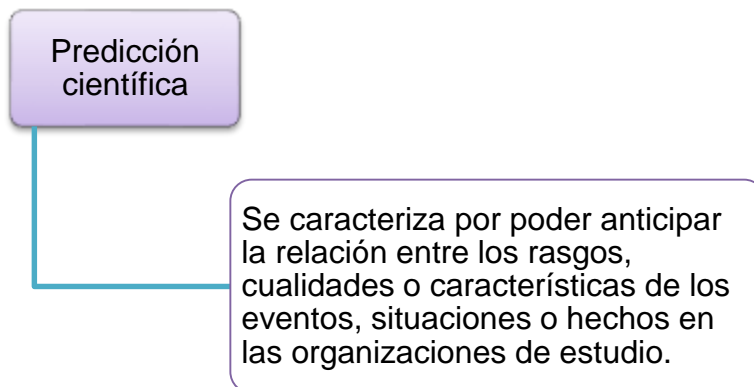 Predicción
científica
Se caracteriza por poder anticipar
la relación entre los rasgos,
cualidades o características de los
eventos, situaciones o hechos en
las organizaciones de estudio.